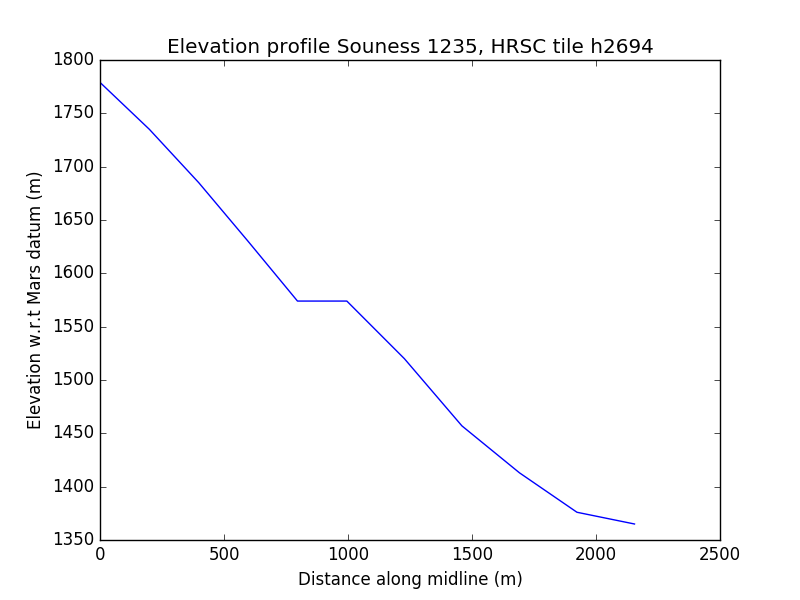 Elevation profile Souness 1235, HRSC tile h2694
1800
1750
1700
1650
1600
1550
1500
1450
1400
1350
Elevation w.r.t Mars datum (m)
0 500 1000 1500 2000 2500
Distance along midline (m)